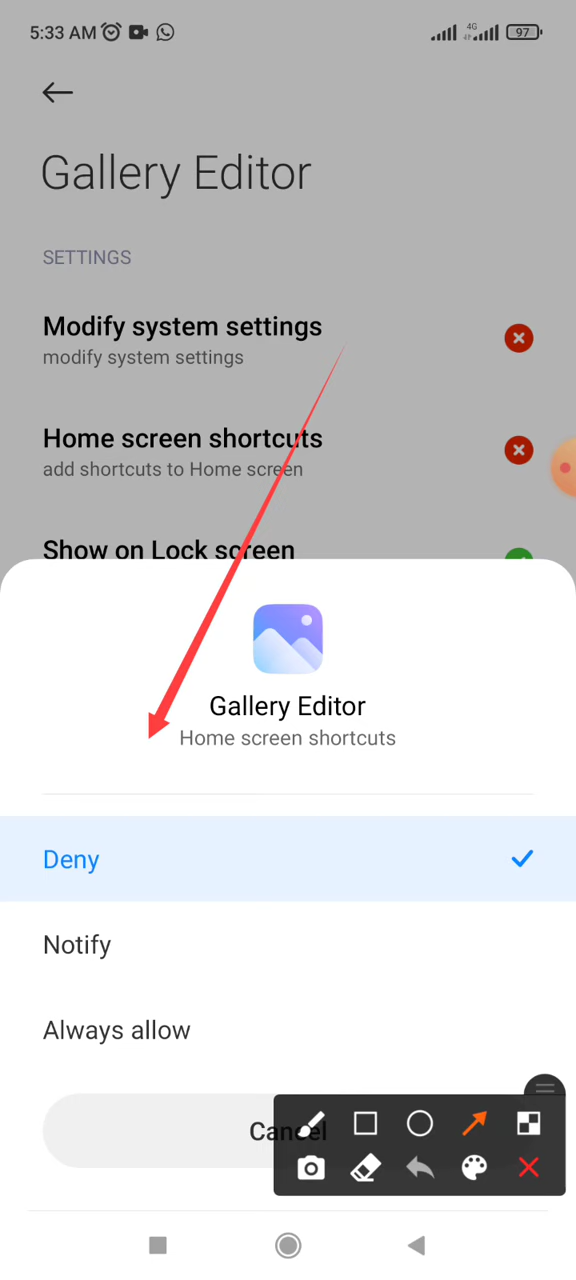 5:33 AM
4G
97
Gallery Editor
SETTINGS
Modify system settings
modify system settings
Home screen shortcuts
add shortcuts to Home screen
Show on Lock screen
Gallery Editor
Home screen shortcuts
Deny
Notify
Always allow
Cancel